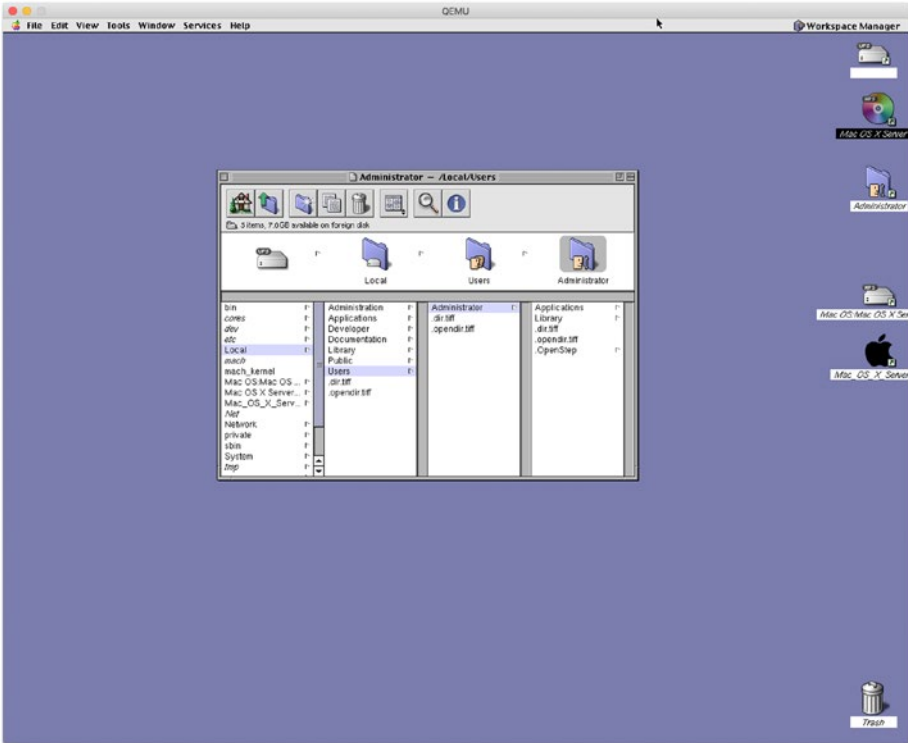 QEMU
File Edit View Tools Window Services Help
Workspace Manager
Mac OS X Server
Administrator
Mac OS:Mac OS X Ser
Mac_OS_X_Server
Trash
Administrator — /Local/Users
5 items, 7.0GB available on foreign disk
Local
Users
Administrator
bin
cores
dev
etc
Local
mach
mach_kernel
Mac OS:Mac OS ...
Mac OS X Server...
Mac_OS_X_Serv...
Net
Network
private
sbin
System
tmp
Administration
Applications
Developer
Documentation
Library
Public
Users
.dir.tiff
.opendir.tiff
Administrator
.dir.tiff
.opendir.tiff
Applications
Library
.dir.tiff
.opendir.tiff
.OpenStep